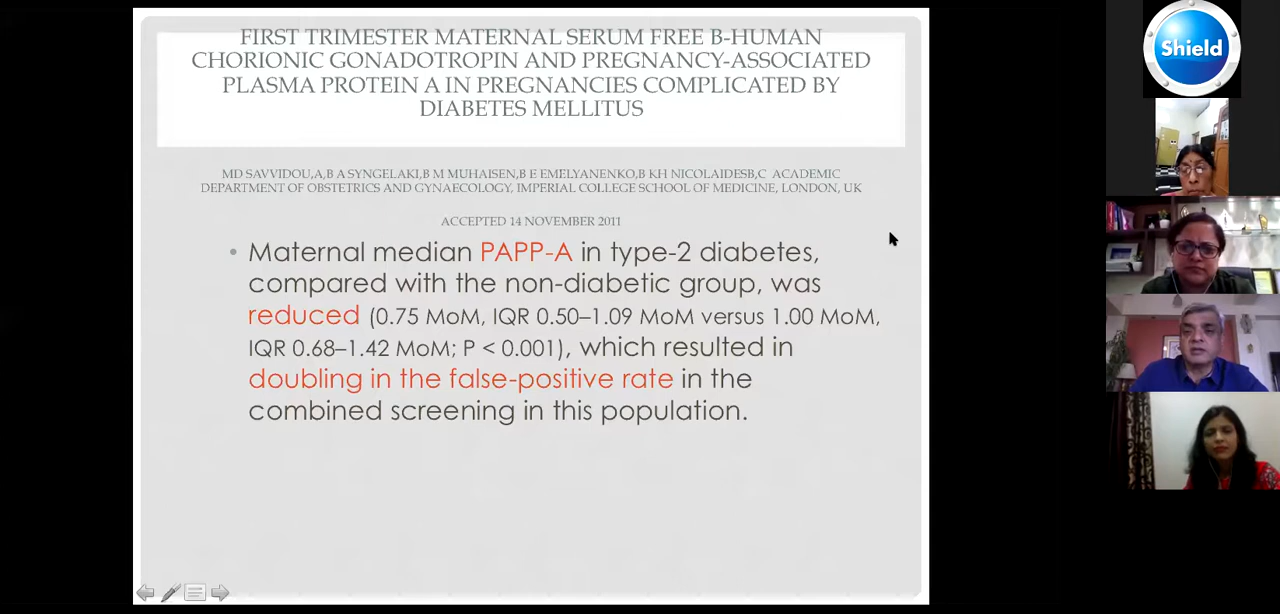 FIRST TRIMESTER MATERNAL SERUM FREE B-HUMAN
CHORIONIC GONADOTROPIN AND PREGNANCY-ASSOCIATED
PLASMA PROTEIN A IN PREGNANCIES COMPLICATED BY
DIABETES MELLITUS
MD SAVVIDOU,A,B A SYNGELAKI,B M MUHAISEN,B E EMELYANENKO,B KH NICOLAIDESB,C ACADEMIC
DEPARTMENT OF OBSTETRICS AND GYNAECOLOGY, IMPERIAL COLLEGE SCHOOL OF MEDICINE, LONDON, UK
ACCEPTED 14 NOVEMBER 2011
• Maternal median PAPP-A in type-2 diabetes,
compared with the non-diabetic group, was
reduced (0.75 MoM, IQR 0.50–1.09 MoM versus 1.00 MoM,
IQR 0.68–1.42 MoM; P < 0.001), which resulted in
doubling in the false-positive rate in the
combined screening in this population.
Shield